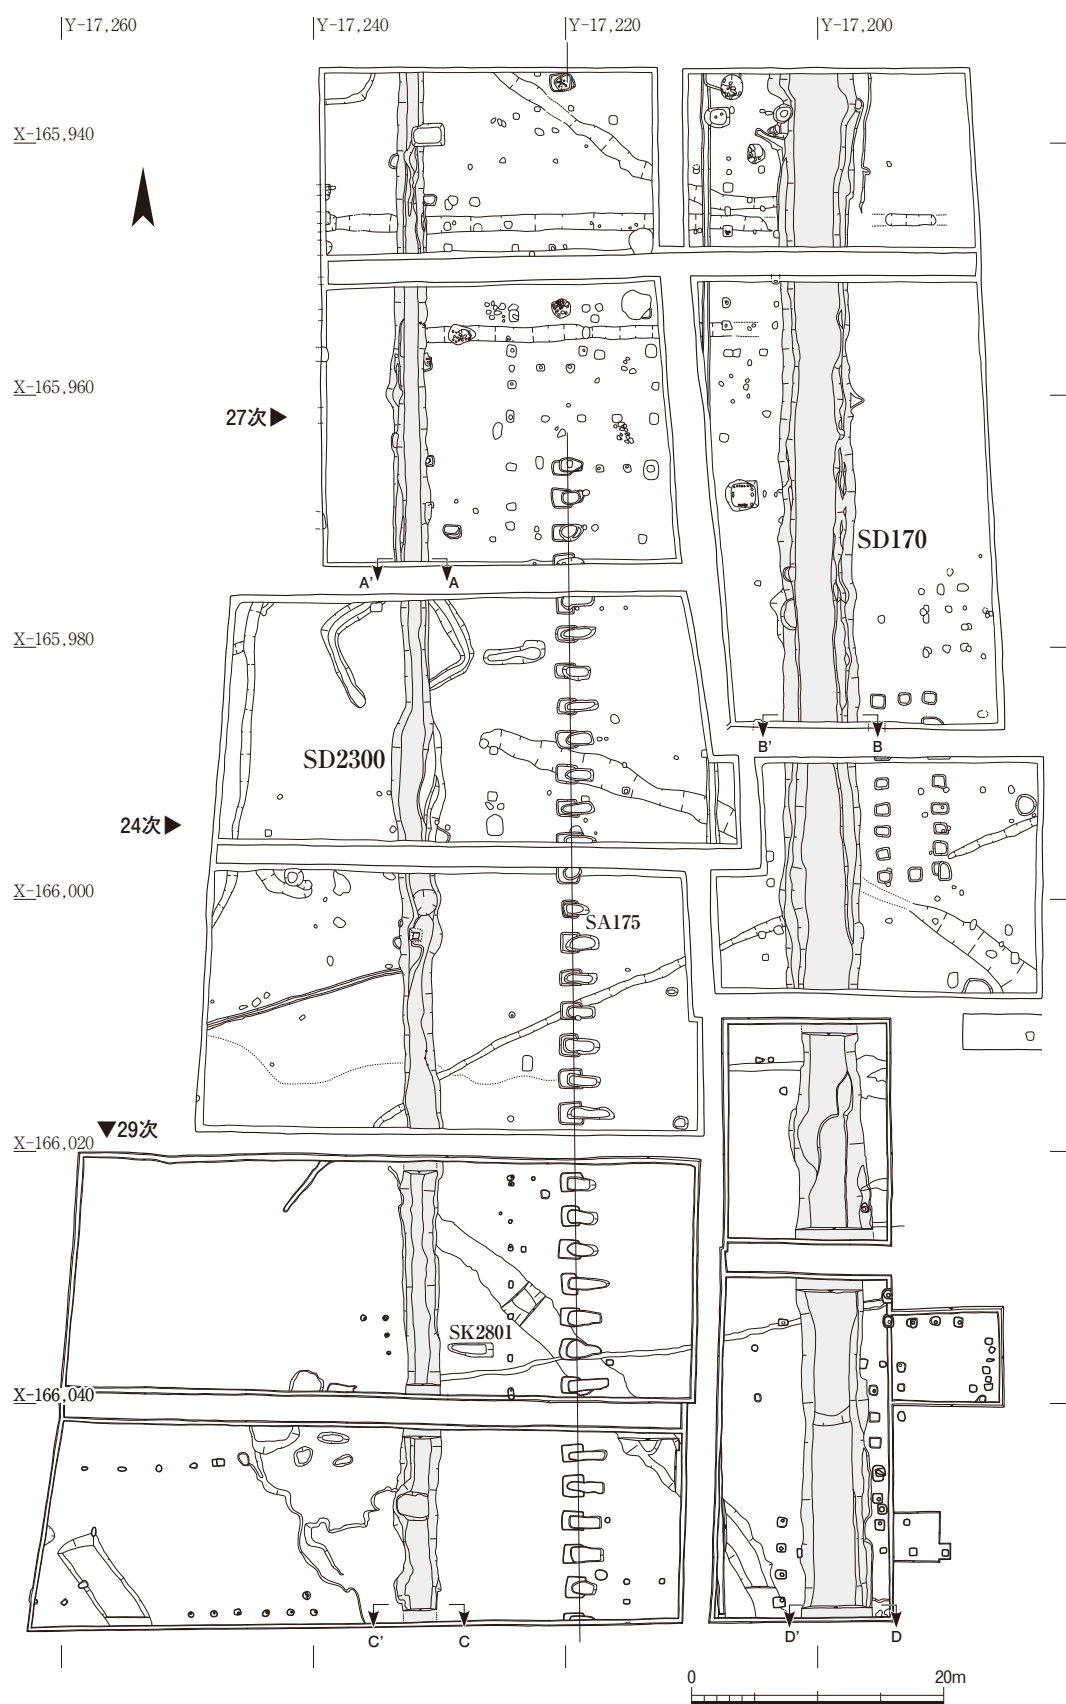 Y-17,260
Y-17,240
Y-17,220
Y-17,200
X-165,940
X-165,960
27次▶
SD170
A'
A
X-165,980
B'
B
SD2300
24次▶
X-166,000
SA175
▼29次
X-166,020
SK2801
X-166,040
C'
C
D'
D
0
20m